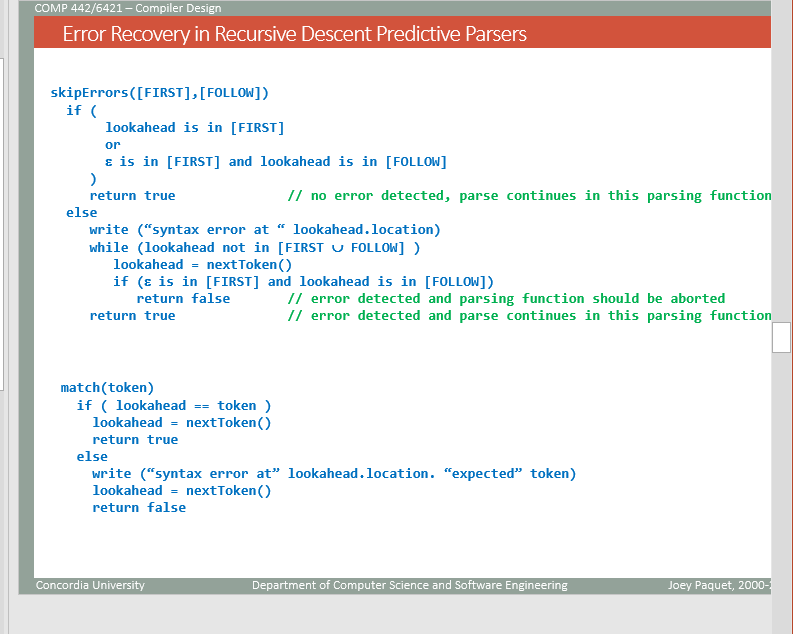 COMP 442/6421 – Compiler Design
Error Recovery in Recursive Descent Predictive Parsers
skipErrors([FIRST],[FOLLOW])
if (
lookahead is in [FIRST]
or
ε is in [FIRST] and lookahead is in [FOLLOW]
)
return true // no error detected, parse continues in this parsing function
else
write (“syntax error at “ lookahead.location)
while (lookahead not in [FIRST ∪ FOLLOW] )
lookahead = nextToken()
if (ε is in [FIRST] and lookahead is in [FOLLOW])
return false // error detected and parsing function should be aborted
return true // error detected and parse continues in this parsing function
match(token)
if ( lookahead == token )
lookahead = nextToken()
return true
else
write (“syntax error at” lookahead.location. “expected” token)
lookahead = nextToken()
return false
Concordia University Department of Computer Science and Software Engineering Joey Paquet, 2000-